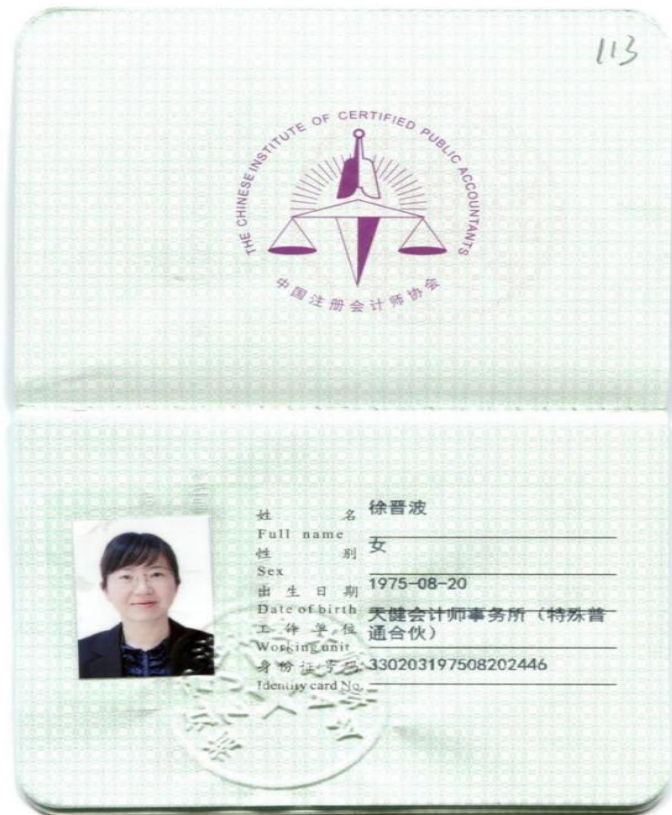 113
THE CHINESE INSTITUTE OF CERTIFIED PUBLIC ACCOUNTANTS
中国注册会计师协会
姓 名 徐晋波
Full name
性 别 女
Sex
出生日期 1975-08-20
Date of birth
工作单位 天健会计师事务所（特殊普
通合伙）
Working unit
身份证号码 330203197508202446
Identity card No.